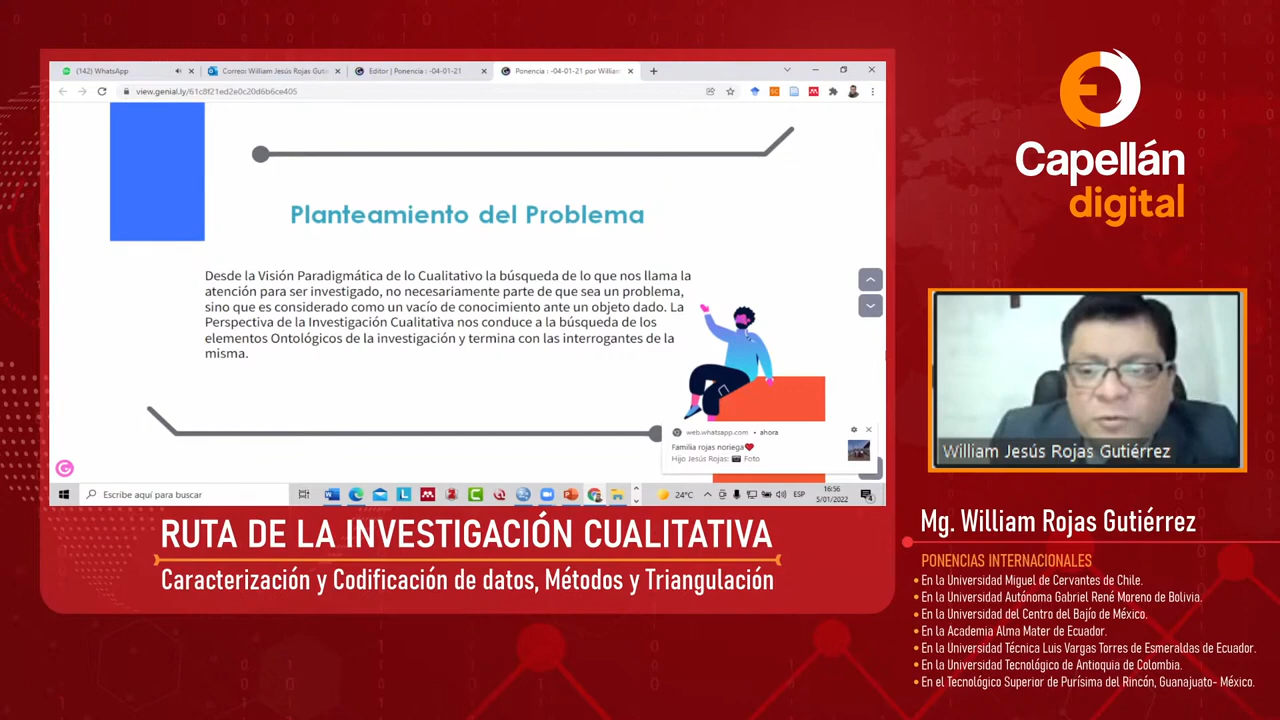 (142) WhatsApp
Correo: William Jesús Rojas Guti
Editor | Ponencia : -04-01-21
Ponencia : -04-01-21 por William
view.genial.ly/61c8f21ed2e0c20d6b6ce405
Planteamiento del Problema
Desde la Visión Paradigmática de lo Cualitativo la búsqueda de lo que nos llama la
atención para ser investigado, no necesariamente parte de que sea un problema,
sino que es considerado como un vacío de conocimiento ante un objeto dado. La
Perspectiva de la Investigación Cualitativa nos conduce a la búsqueda de los
elementos Ontológicos de la investigación y termina con las interrogantes de la
misma.
web.whatsapp.com • ahora
Familia rojas noriega
Hijo Jesús Rojas: Foto
Escribe aquí para buscar
24°C
ESP
16:56
5/01/2022
RUTA DE LA INVESTIGACIÓN CUALITATIVA
Caracterización y Codificación de datos, Métodos y Triangulación
Capellán
digital
William Jesús Rojas Gutiérrez
Mg. William Rojas Gutiérrez
PONENCIAS INTERNACIONALES
• En la Universidad Miguel de Cervantes de Chile.
• En la Universidad Autónoma Gabriel René Moreno de Bolivia.
• En la Universidad del Centro del Bajío de México.
• En la Academia Alma Mater de Ecuador.
• En la Universidad Técnica Luis Vargas Torres de Esmeraldas de Ecuador.
• En la Universidad Tecnológico de Antioquia de Colombia.
• En el Tecnológico Superior de Purísima del Rincón, Guanajuato- México.